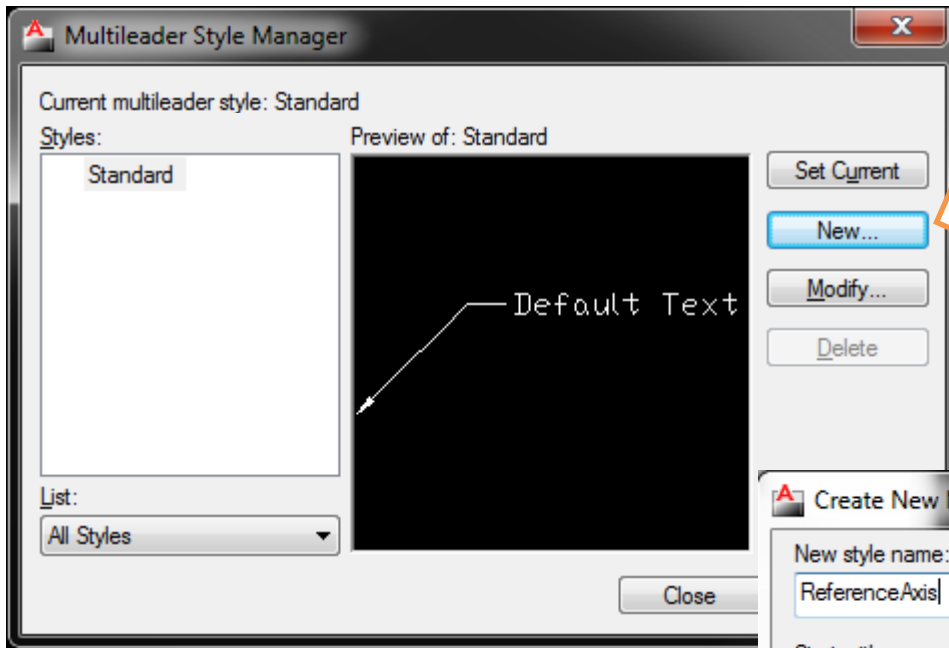 Multileader Style Manager
Current multileader style: Standard
Styles:
Preview of: Standard
Standard
Default Text
Set Current
New...
Modify...
Delete
List:
All Styles
Close
Create New
New style name:
ReferenceAxis